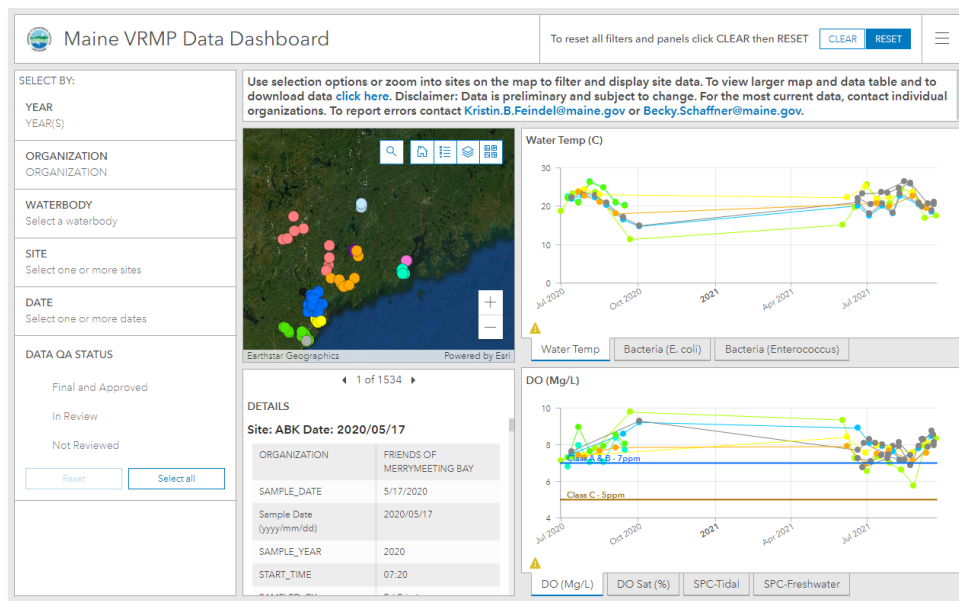 Maine VRMP Data Dashboard
To reset all filters and panels click CLEAR then RESET
CLEAR
RESET
SELECT BY:
YEAR
YEAR(S)
ORGANIZATION
ORGANIZATION
WATERBODY
Select a waterbody
SITE
Select one or more sites
DATE
Select one or more dates
DATA QA STATUS
Final and Approved
In Review
Not Reviewed
Reset
Select all
Use selection options or zoom into sites on the map to filter and display site data. To view larger map and data table and to
download data click here. Disclaimer: Data is preliminary and subject to change. For the most current data, contact individual
organizations. To report errors contact Kristin.B.Feindel@maine.gov or Becky.Schaffner@maine.gov.
+
−
Earthstar Geographics
Powered by Esri
1 of 1534
DETAILS
Site: ABK Date: 2020/05/17
ORGANIZATION
FRIENDS OF
MERRYMEETING BAY
SAMPLE_DATE
5/17/2020
Sample Date
(yyyy/mm/dd)
2020/05/17
SAMPLE_YEAR
2020
START_TIME
07:20
Water Temp (C)
30
20
10
0
Jul 2020
Oct 2020
2021
Apr 2021
Jul 2021
Water Temp
Bacteria (E. coli)
Bacteria (Enterococcus)
DO (Mg/L)
10
8
Class A & B - 7ppm
6
Class C - 5ppm
4
Jul 2020
Oct 2020
2021
Apr 2021
Jul 2021
DO (Mg/L)
DO Sat (%)
SPC-Tidal
SPC-Freshwater